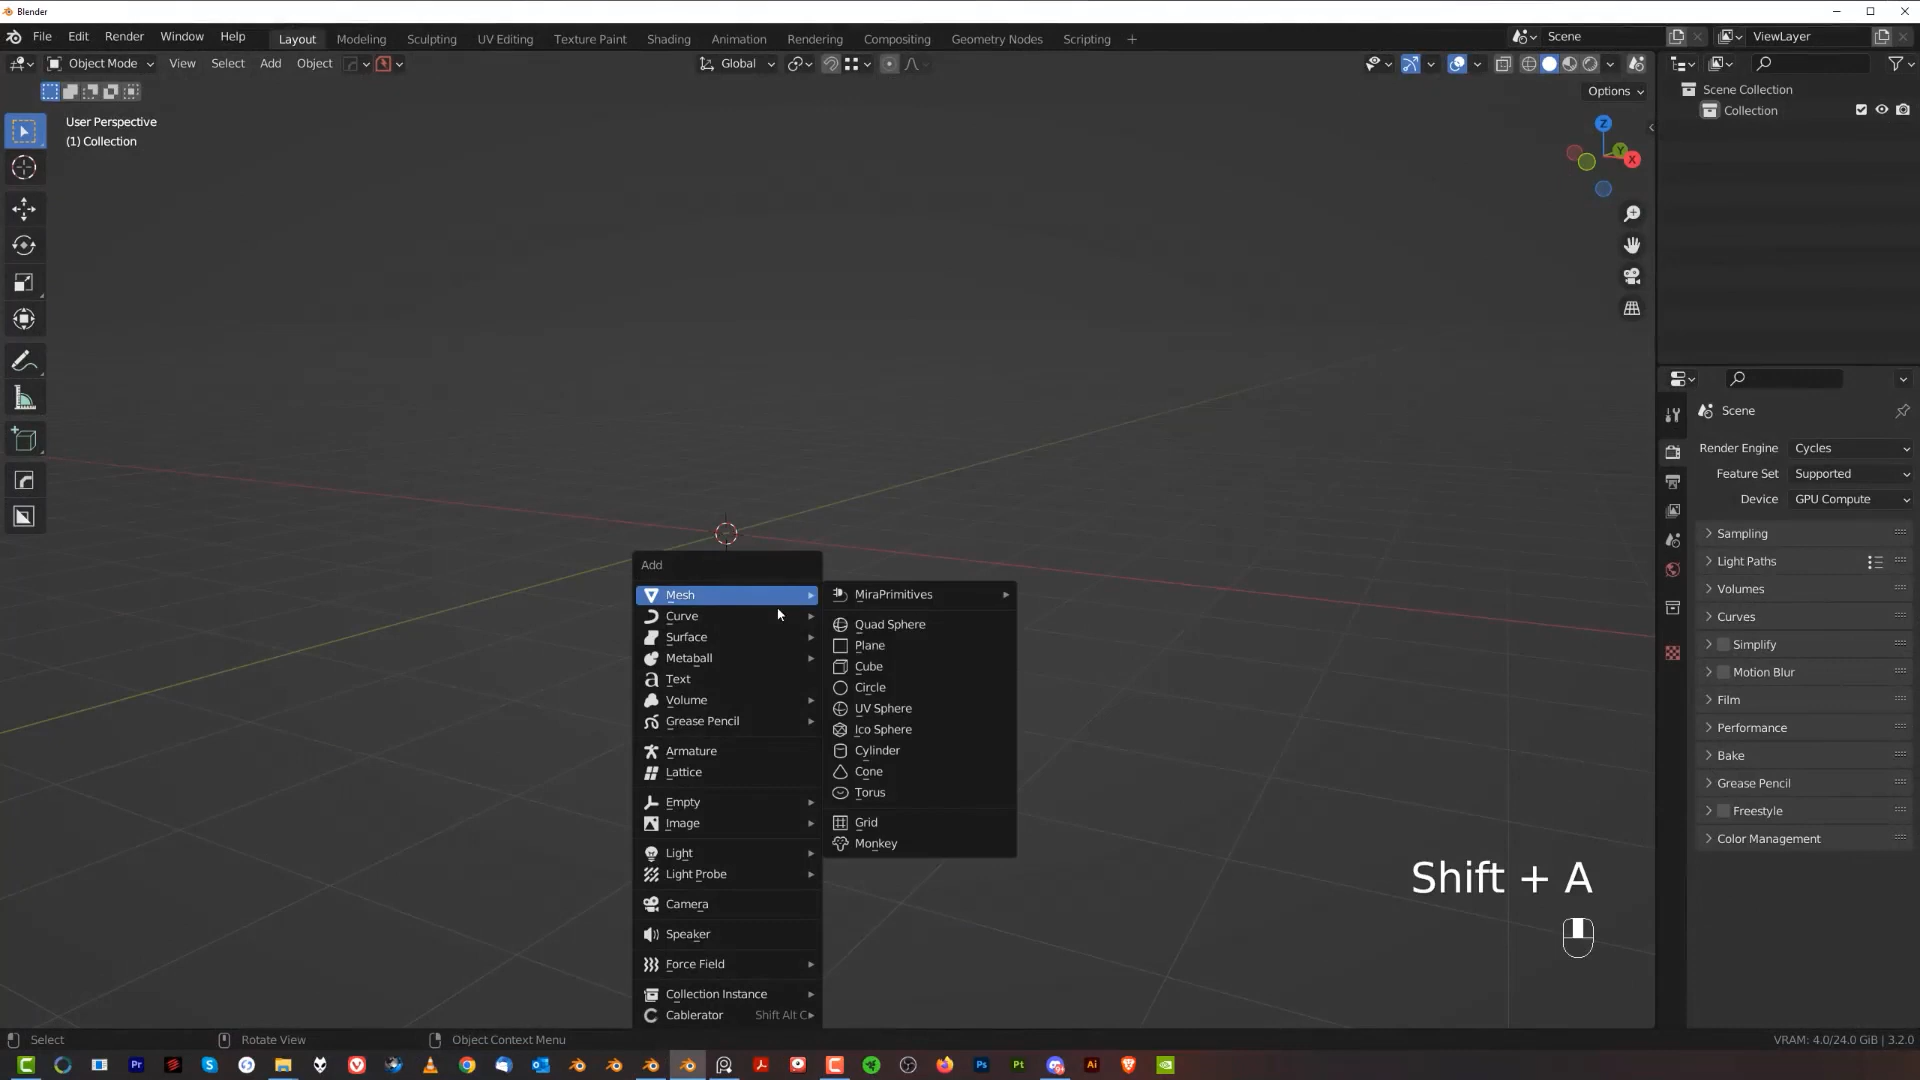 Blender
File Edit Render Window Help Layout Modeling Sculpting UV Editing Texture Paint Shading Animation Rendering Compositing Geometry Nodes Scripting + Scene ViewLayer
Object Mode View Select Add Object Global
Options
User Perspective
(1) Collection
Z
Y
X
Scene Collection
Collection
Scene
Render Engine Cycles
Feature Set Supported
Device GPU Compute
Sampling
Light Paths
Volumes
Curves
Simplify
Motion Blur
Film
Performance
Bake
Grease Pencil
Freestyle
Color Management
Add
Mesh
Curve
Surface
Metaball
Text
Volume
Grease Pencil
Armature
Lattice
Empty
Image
Light
Light Probe
Camera
Speaker
Force Field
Collection Instance
Cablerator Shift Alt C
MiraPrimitives
Quad Sphere
Plane
Cube
Circle
UV Sphere
Ico Sphere
Cylinder
Cone
Torus
Grid
Monkey
Shift + A
Select Rotate View Object Context Menu VRAM: 4.0/24.0 GiB | 3.2.0
Pr S Ps Pt Ai